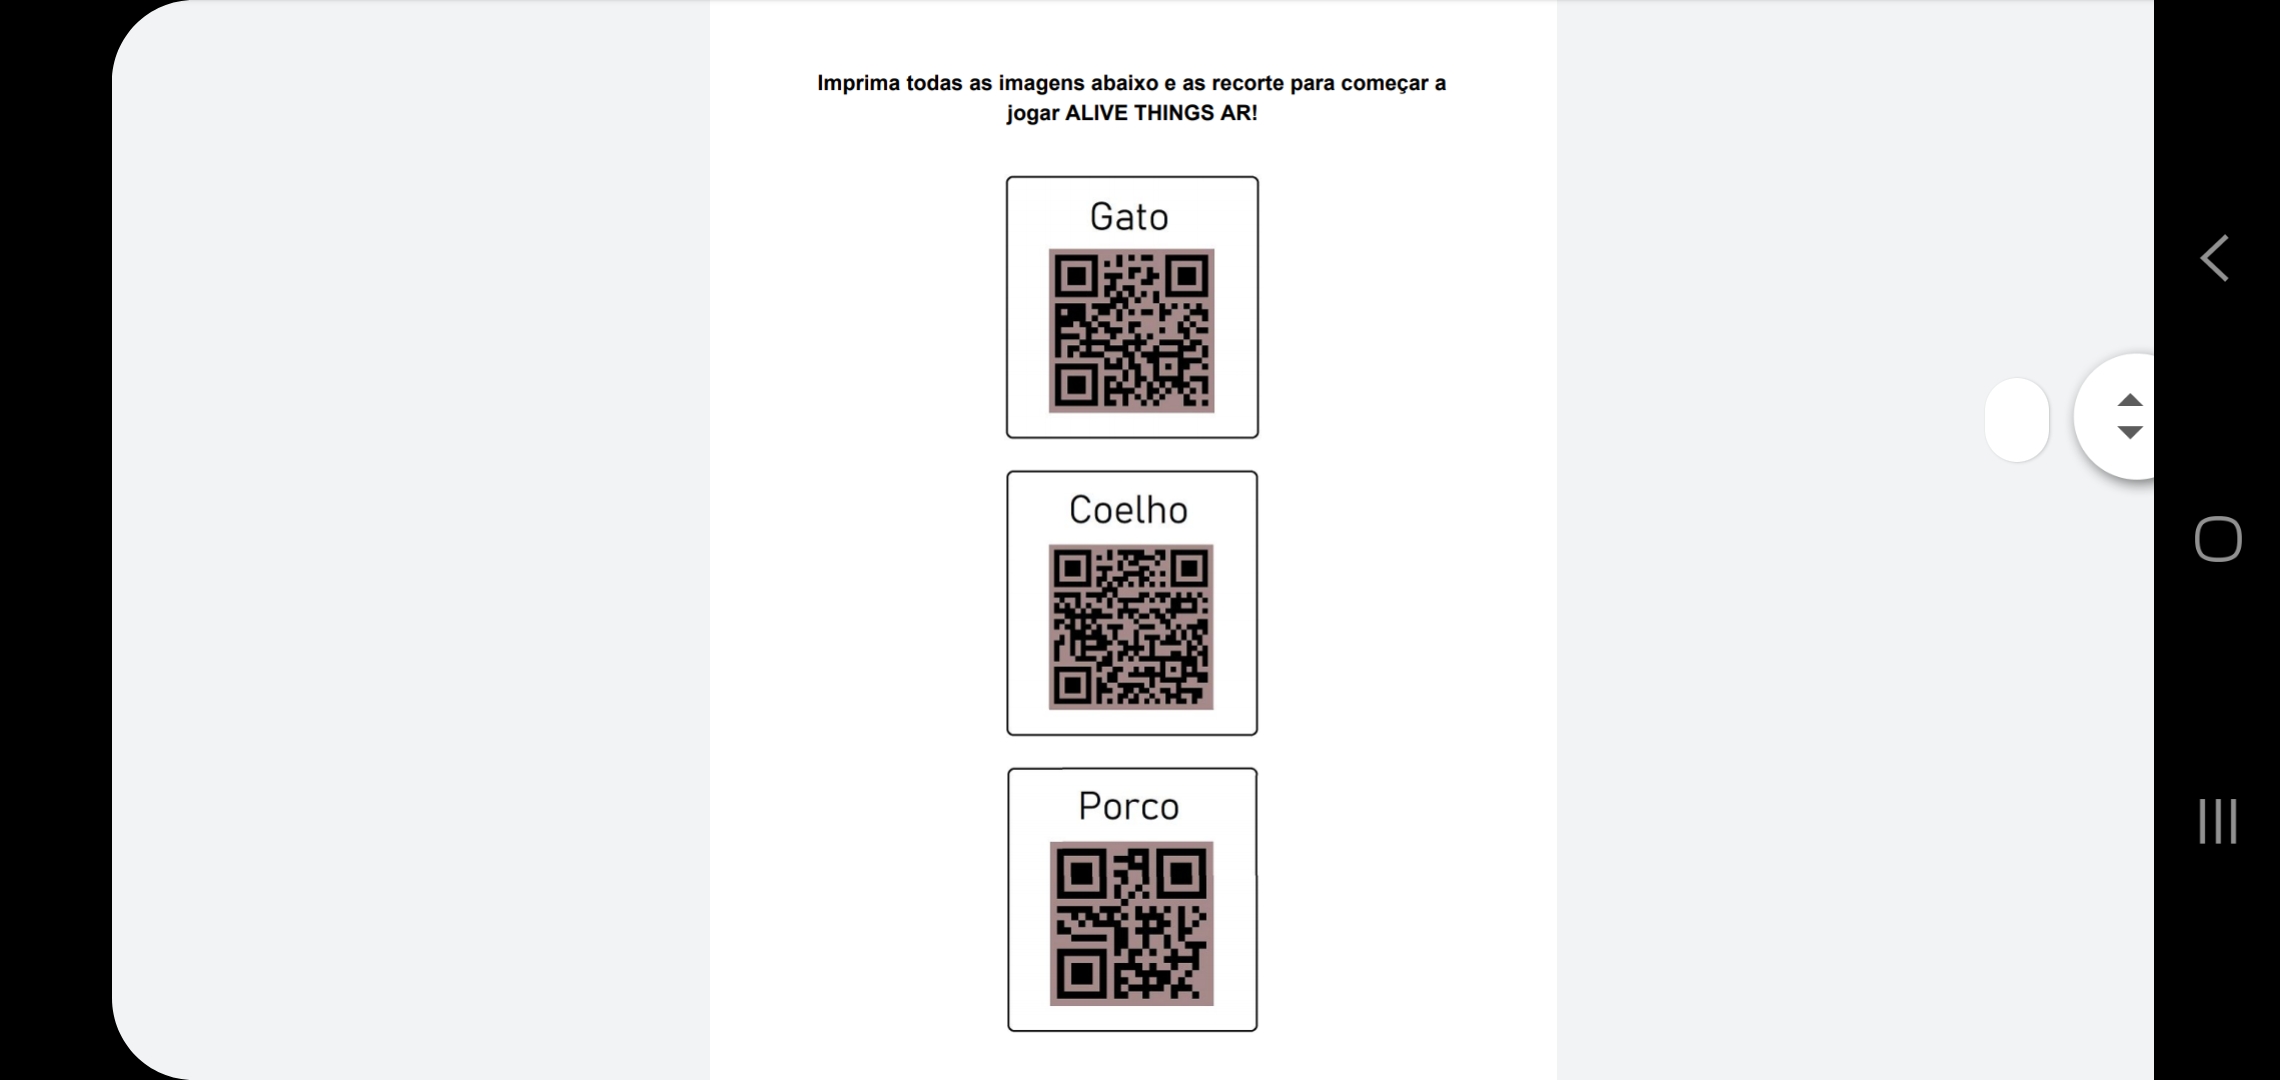 Imprima todas as imagens abaixo e as recorte para começar a
jogar ALIVE THINGS AR!
Gato
Coelho
Porco